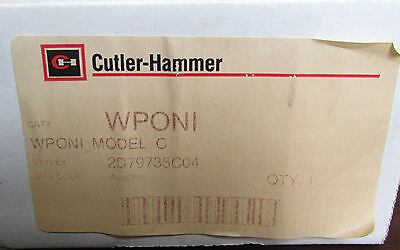 Cutler-Hammer
CAT# WPONI
WPONI MODEL C
STYLE# 2D79735C04
QTY. 1